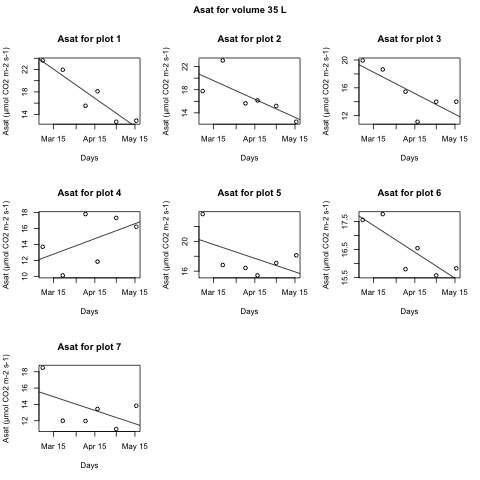 Asat for volume 35 L
Asat for plot 1
Asat (μmol CO2 m-2 s-1)
22
18
14
Mar 15 Apr 15 May 15
Days
Asat for plot 2
Asat (μmol CO2 m-2 s-1)
22
18
14
Mar 15 Apr 15 May 15
Days
Asat for plot 3
Asat (μmol CO2 m-2 s-1)
20
16
12
Mar 15 Apr 15 May 15
Days
Asat for plot 4
Asat (μmol CO2 m-2 s-1)
18
16
14
12
10
Mar 15 Apr 15 May 15
Days
Asat for plot 5
Asat (μmol CO2 m-2 s-1)
20
16
Mar 15 Apr 15 May 15
Days
Asat for plot 6
Asat (μmol CO2 m-2 s-1)
17.5
16.5
15.5
Mar 15 Apr 15 May 15
Days
Asat for plot 7
Asat (μmol CO2 m-2 s-1)
18
16
14
12
Mar 15 Apr 15 May 15
Days